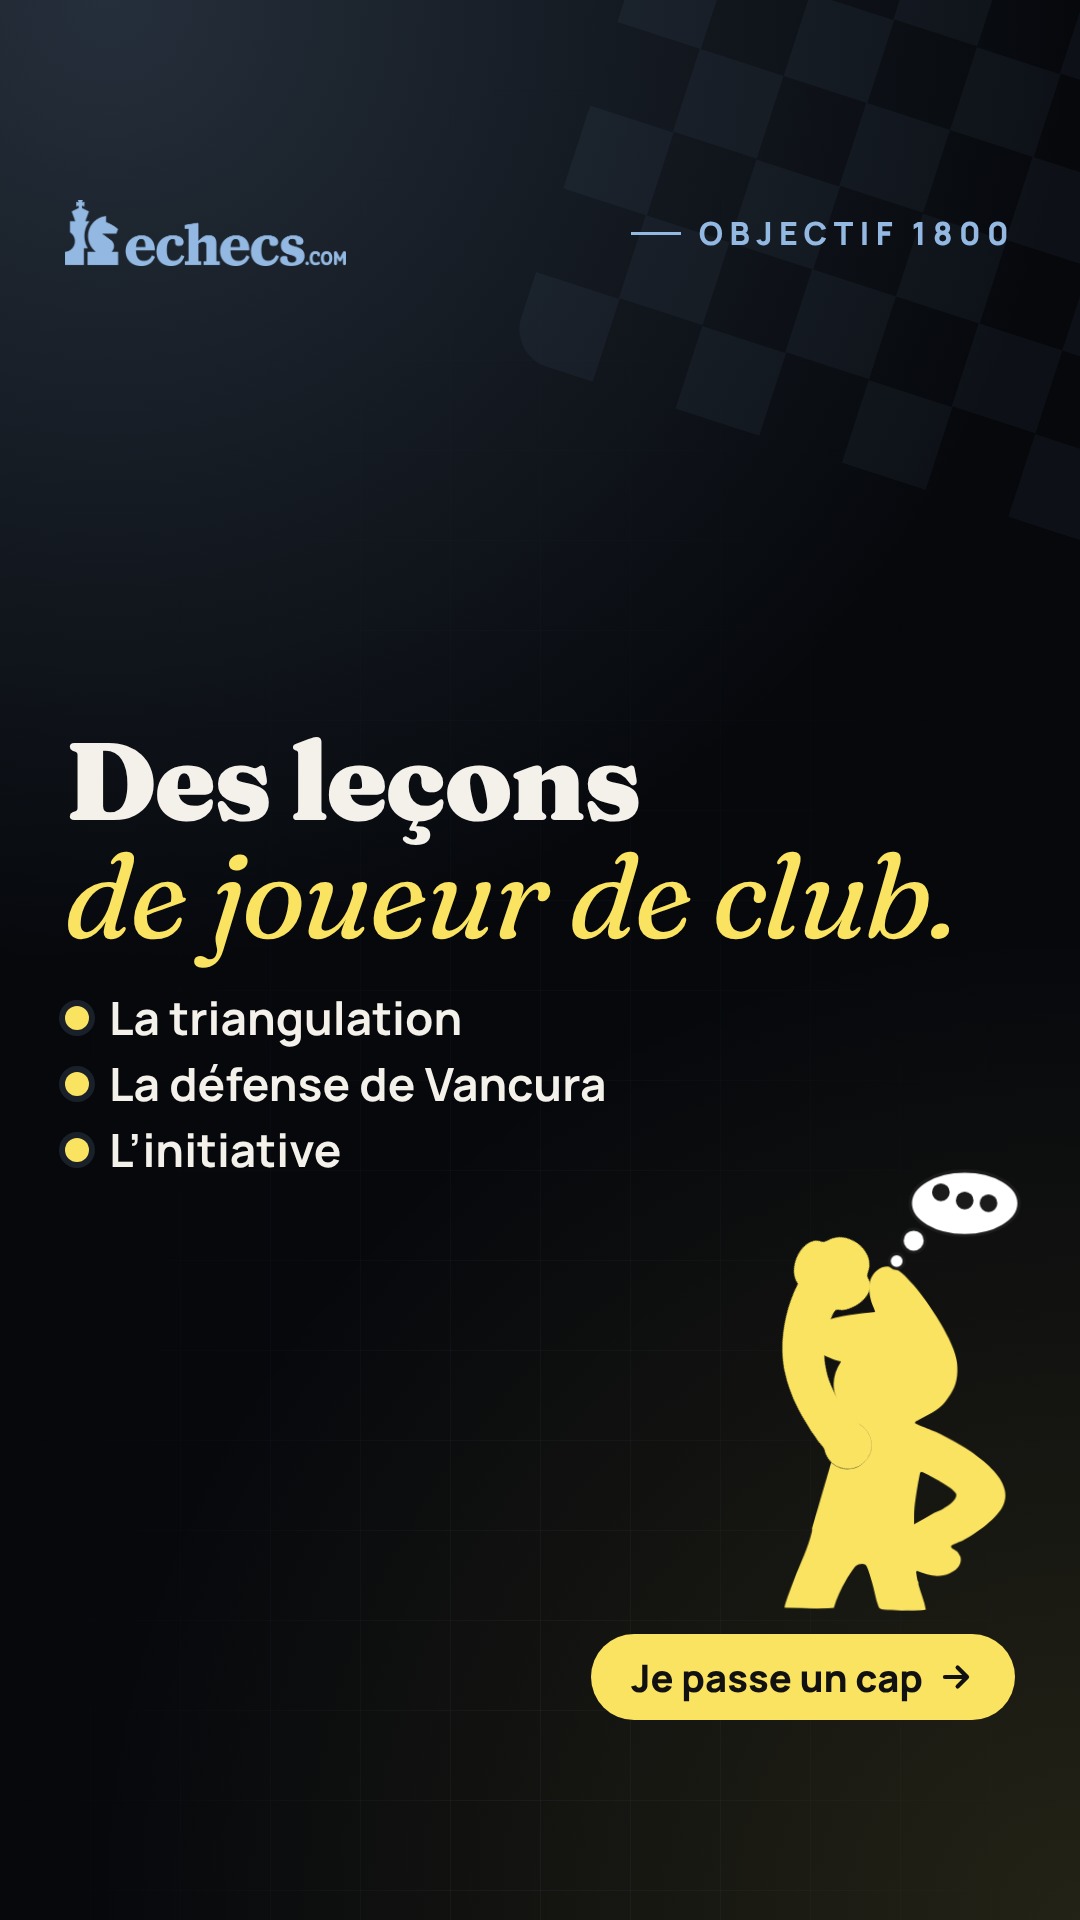 echecs.COM
OBJECTIF 1800
Des leçons
de joueur de club.
La triangulation
La défense de Vancura
L’initiative
Je passe un cap →